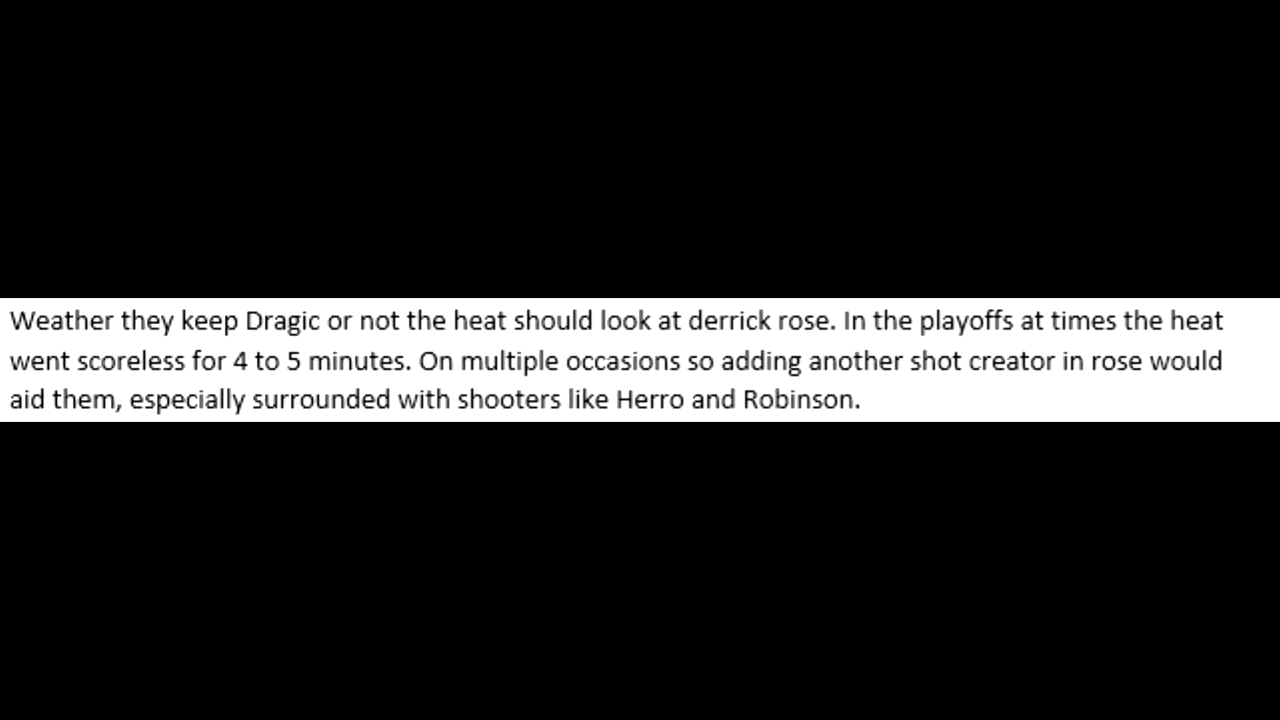 Weather they keep Dragic or not the heat should look at derrick rose. In the playoffs at times the heat
went scoreless for 4 to 5 minutes. On multiple occasions so adding another shot creator in rose would
aid them, especially surrounded with shooters like Herro and Robinson.